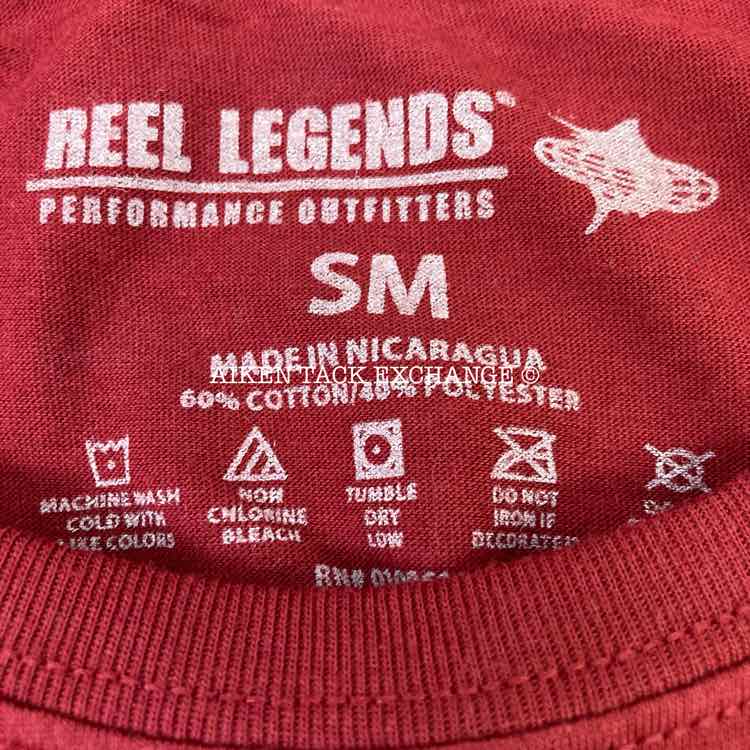 REEL LEGENDS®
PERFORMANCE OUTFITTERS
SM
MADE IN NICARAGUA
AIKEN TACK EXCHANGE ©
60% COTTON/40% POLYESTER
MACHINE WASH
COLD WITH
LIKE COLORS
NON
CHLORINE
BLEACH
TUMBLE
DRY
LOW
DO NOT
IRON IF
DECORATED
RN#